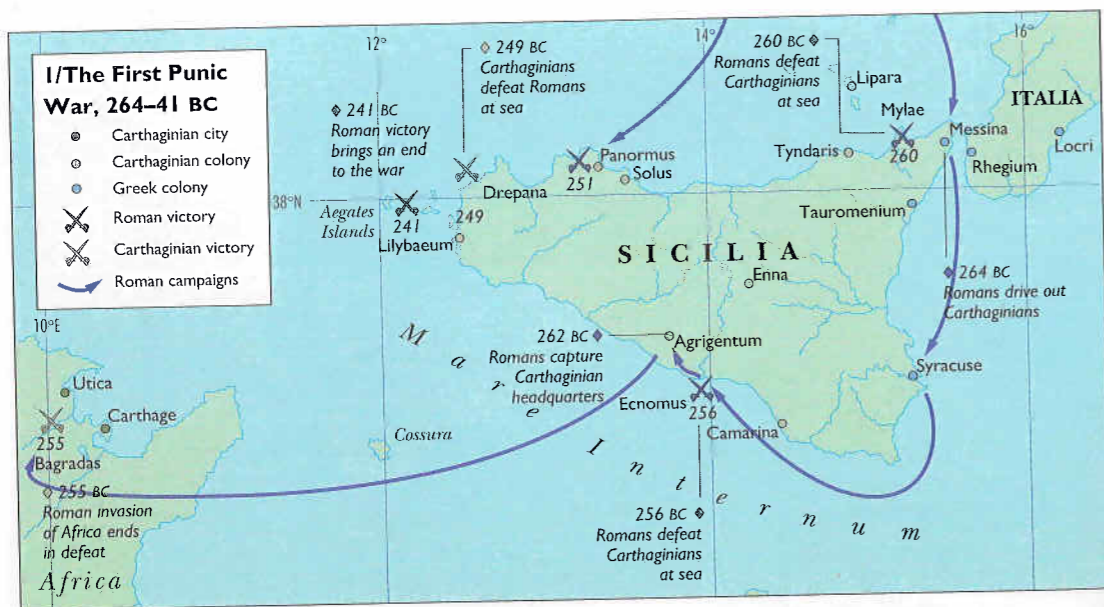 1/The First Punic
War, 264–41 BC
Carthaginian city
Carthaginian colony
Greek colony
Roman victory
Carthaginian victory
Roman campaigns
12°
14°
16°
10°E
38°N
249 BC
Carthaginians
defeat Romans
at sea
241 BC
Roman victory
brings an end
to the war
260 BC
Romans defeat
Carthaginians
at sea
Lipara
Mylae
260
ITALIA
Messina
Locri
Rhegium
Tyndaris
Panormus
251
Solus
Drepana
249
Aegates
Islands
241
Lilybaeum
Tauromenium
SICILIA
Enna
264 BC
Romans drive out
Carthaginians
262 BC
Romans capture
Carthaginian
headquarters
Agrigentum
Syracuse
Ecnomus
256
Camarina
Mare Internum
Utica
Carthage
255
Bagradas
Cossura
255 BC
Roman invasion
of Africa ends
in defeat
256 BC
Romans defeat
Carthaginians
at sea
Africa